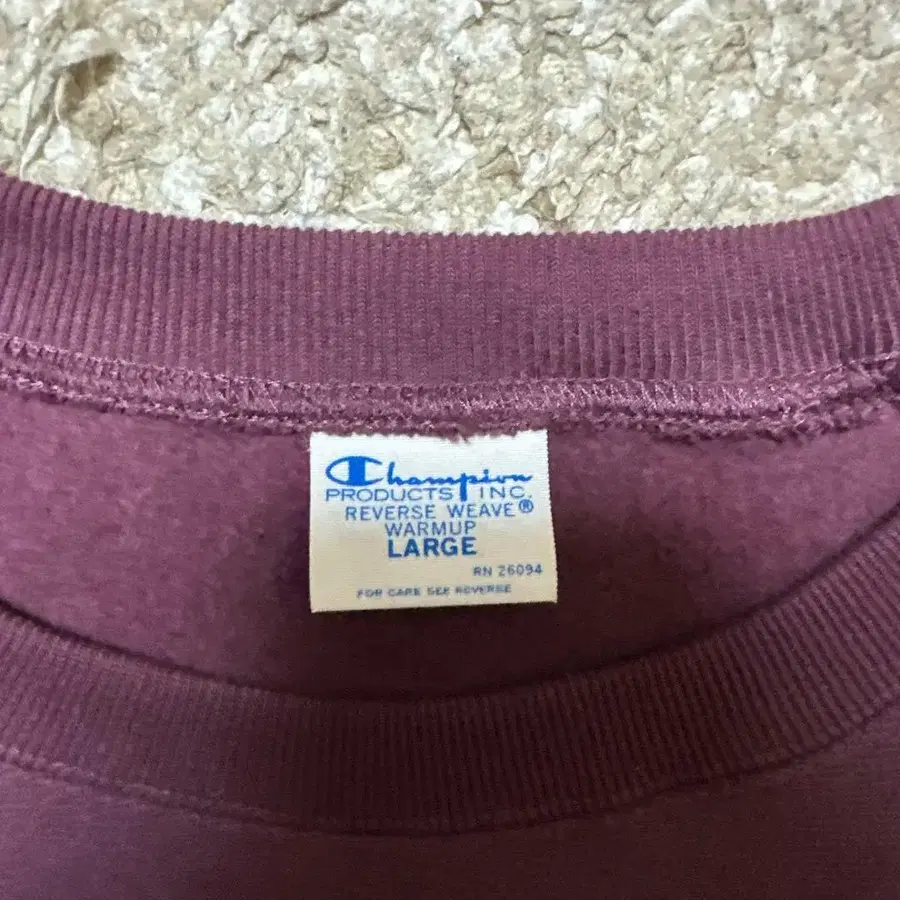 Champion
PRODUCTS INC.
REVERSE WEAVE®
WARMUP
LARGE
RN 26094
FOR CARE SEE REVERSE